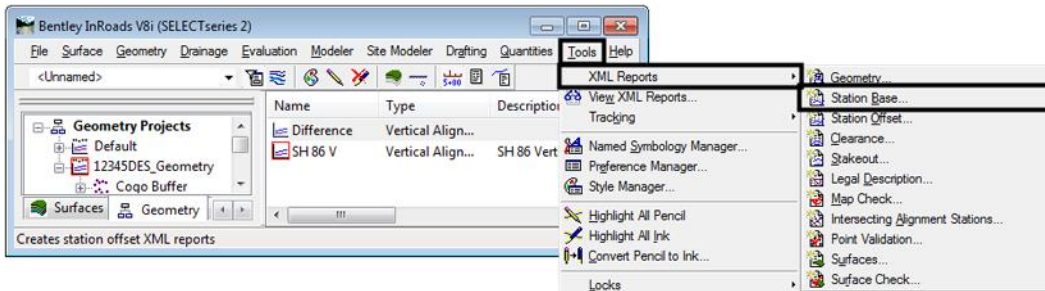 Bentley InRoads V8i (SELECTseries 2)
File Surface Geometry Drainage Evaluation Modeler Site Modeler Drafting Quantities Tools Help
<Unnamed>
Name Type Description
Geometry Projects
Default
12345DES_Geometry
Cogo Buffer
Difference Vertical Align...
SH 86 V Vertical Align... SH 86 Vert
Surfaces Geometry
Creates station offset XML reports
XML Reports
View XML Reports...
Tracking
Named Symbology Manager...
Preference Manager...
Style Manager...
Highlight All Pencil
Highlight All Ink
Convert Pencil to Ink...
Locks
Geometry...
Station Base...
Station Offset...
Clearance...
Stakeout...
Legal Description...
Map Check...
Intersecting Alignment Stations...
Point Validation...
Surfaces...
Surface Check...